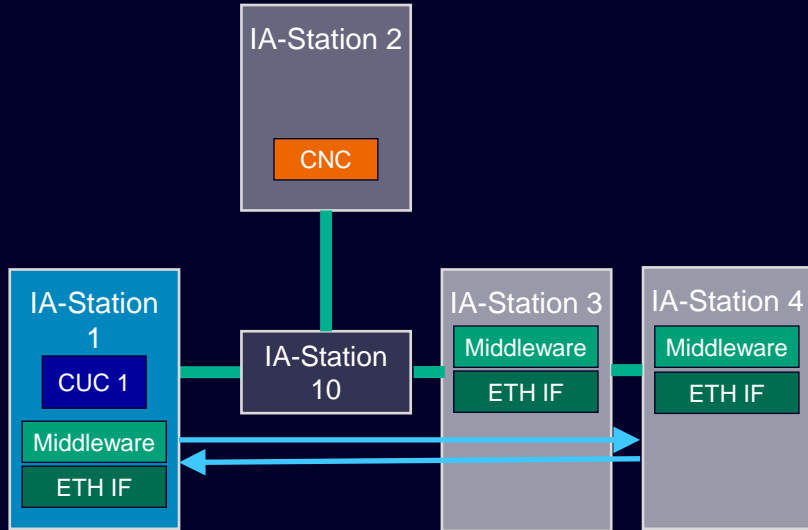 IA-Station 2
CNC
IA-Station
1
CUC 1
Middleware
ETH IF
IA-Station
10
IA-Station 3
Middleware
ETH IF
IA-Station 4
Middleware
ETH IF